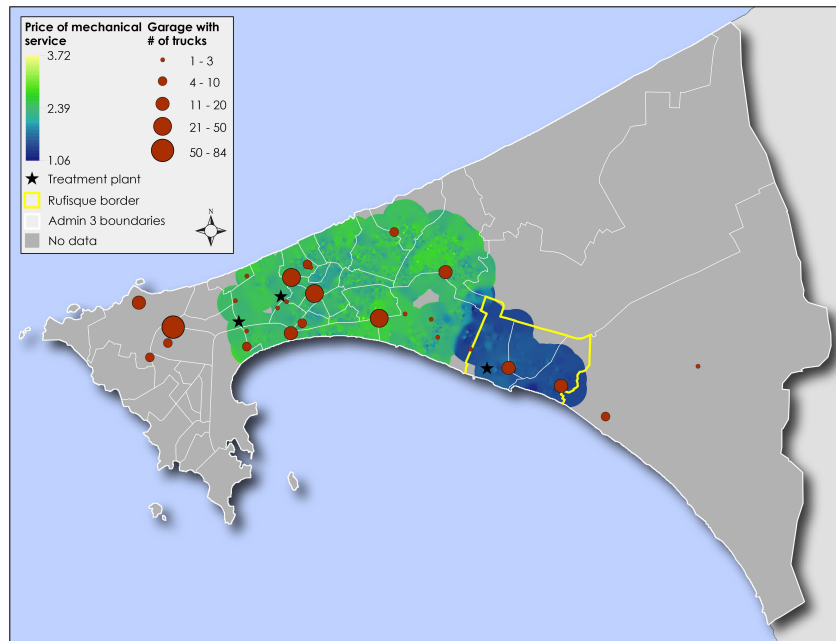 Price of mechanical
service
3.72
2.39
1.06
Garage with
# of trucks
1 - 3
4 - 10
11 - 20
21 - 50
50 - 84
Treatment plant
Rufisque border
Admin 3 boundaries
No data
N